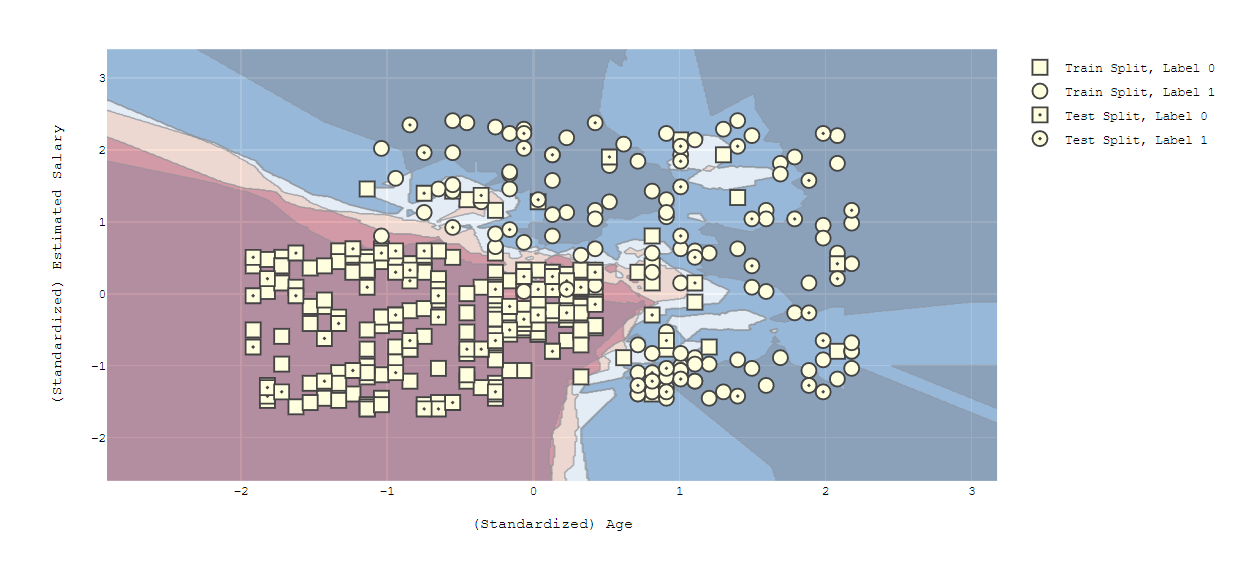 Train Split, Label 0
Train Split, Label 1
Test Split, Label 0
Test Split, Label 1
3
2
1
0
−1
−2
−2
−1
0
1
2
3
(Standardized) Estimated Salary
(Standardized) Age